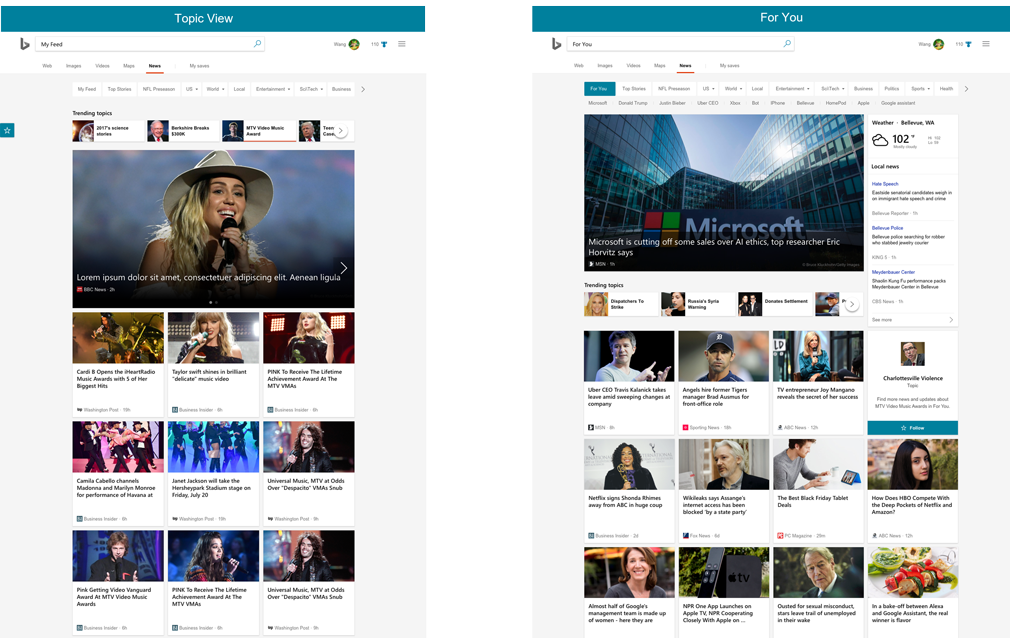 Topic View
My Feed
Wang
110
Web
Images
Videos
Maps
News
My saves
My Feed
Top Stories
NFL Preseason
US
World
Local
Entertainment
Sci/Tech
Business
Trending topics
2017's science
stories
Berkshire Breaks
$300K
MTV Video Music
Award
Teen
Case
Lorem ipsum dolor sit amet, consectetuer adipiscing elit. Aenean ligula
BBC News · 2h
Cardi B Opens the iHeartRadio
Music Awards with 5 of Her
Biggest Hits
Washington Post · 19h
Taylor swift shines in brilliant
"delicate" music video
Business Insider · 6h
PINK To Receive The Lifetime
Achievement Award At The
MTV VMAs
Business Insider · 6h
Camila Cabello channels
Madonna and Marilyn Monroe
for performance of Havana at
Business Insider · 6h
Janet Jackson will take the
Hersheypark Stadium stage on
Friday, July 20
Washington Post · 19h
Universal Music, MTV at Odds
Over "Despacito" VMAs Snub
Washington Post · 9h
Pink Getting Video Vanguard
Award At MTV Video Music
Awards
Business Insider · 6h
PINK To Receive The Lifetime
Achievement Award At The
MTV VMAs
Business Insider · 8h
Universal Music, MTV at Odds
Over "Despacito" VMAs Snub
Business Insider · 6h
For You
For You
Wang
110
Web
Images
Videos
Maps
News
My saves
For You
Top Stories
NFL Preseason
US
World
Local
Entertainment
Sci/Tech
Business
Politics
Sports
Health
Microsoft
Donald Trump
Justin Bieber
Uber CEO
Xbox
Bot
iPhone
Bellevue
HomePad
Apple
Google assistant
Microsoft
Microsoft is cutting off some sales over AI ethics, top researcher Eric
Horvitz says
MSN · 1h
Weather · Bellevue, WA
102 °F
Mostly cloudy
Hi 102
Local news
Hate Speech
Eastside senatorial candidates weigh in
on immigrant hate speech and crime
Bellevue Reporter · 1h
Bellevue Police
Bellevue police searching for robber
who stabbed jewelry courier
KING 5 · 1h
Meydenbauer Center
Shaolin Kung Fu performance packs
Meydenbauer Center in Bellevue
CBS News · 1h
See more
Trending topics
Dispatchers To
Strike
Russia's Syria
Warning
Donates Settlement
Uber CEO Travis Kalanick takes
leave amid sweeping changes at
company
MSN · 8h
Angels hire former Tigers
manager Brad Ausmus for
front-office role
Sporting News · 18h
TV entrepreneur Joy Mangano
reveals the secret of her success
ABC News · 12h
Charlottesville Violence
Topic
Find more news and updates about
MTV Video Music Awards in For You.
Follow
Netflix signs Shonda Rhimes
away from ABC in huge coup
Business Insider · 2d
Wikileaks says Assange's
internet access has been
blocked 'by a state party'
Fox News · 6d
The Best Black Friday Tablet
Deals
PC Magazine · 29m
How Does HBO Compete With
the Deep Pockets of Netflix and
Amazon?
ABC News · 12h
Almost half of Google's
management team is made up
of women - here they are
tv
NPR One App Launches on
Apple TV, NPR Cooperating
Closely With Apple on ...
Ousted for sexual misconduct,
stars leave trail of unemployed
in their wake
In a bake-off between Alexa
and Google Assistant, the real
winner is flavor